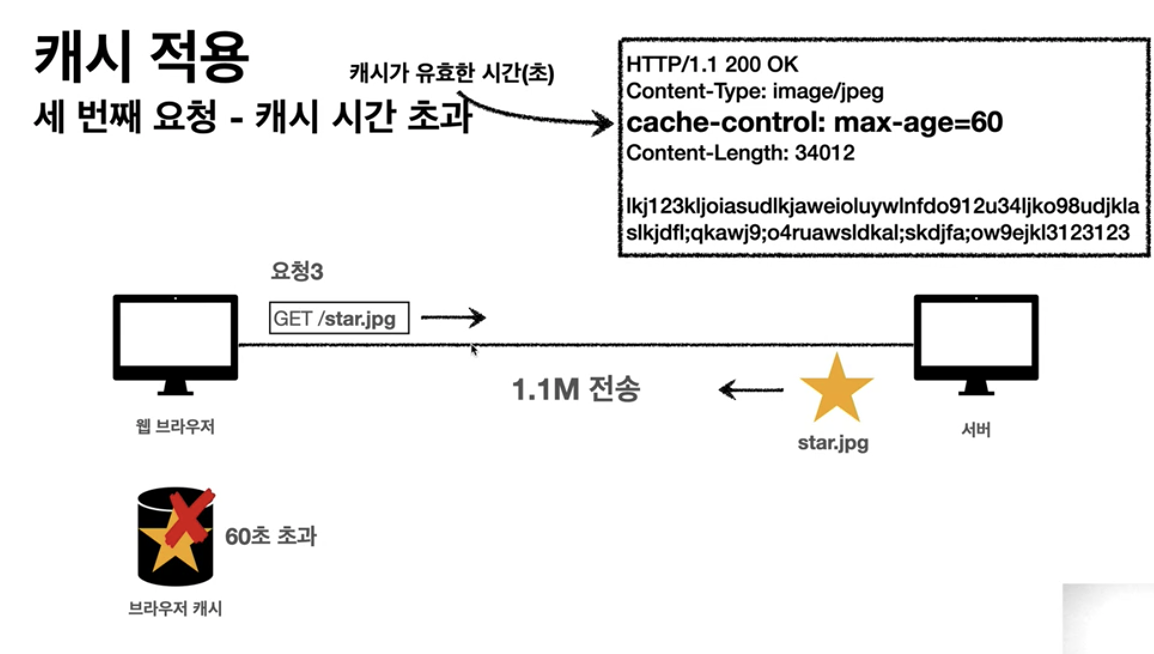 캐시 적용
세 번째 요청 - 캐시 시간 초과
캐시가 유효한 시간(초)
HTTP/1.1 200 OK
Content-Type: image/jpeg
cache-control: max-age=60
Content-Length: 34012
lkj123kljoiasudlkjaweioluywlnfdo912u34ljko98udjkla
slkjdfl;qkawj9;o4ruawsldkal;skdjfa;ow9ejkl3123123
요청3
GET /star.jpg
1.1M 전송
star.jpg
웹 브라우저
서버
60초 초과
브라우저 캐시